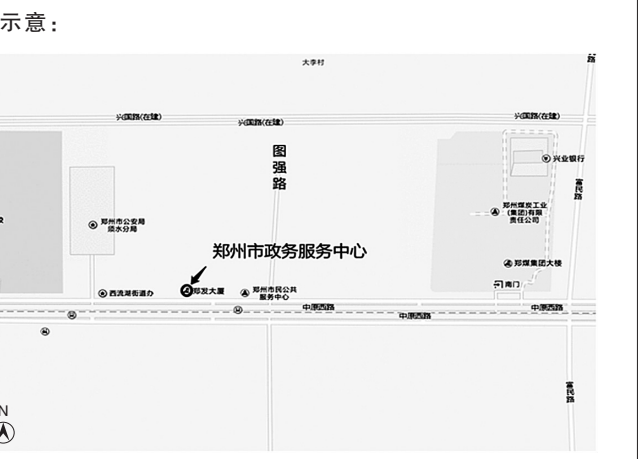 示意：
路
大李村
兴国路(在建)
兴国路(在建)
兴国路(在建)
图强路
兴业银行
富民路
郑州煤炭工业
(集团)有限
责任公司
郑州市公安局
须水分局
郑州市政务服务中心
郑煤集团大楼
南门
西流湖街道办
郑发大厦
郑州市民公共
服务中心
中原西路
中原西路
中原西路
富民路
N